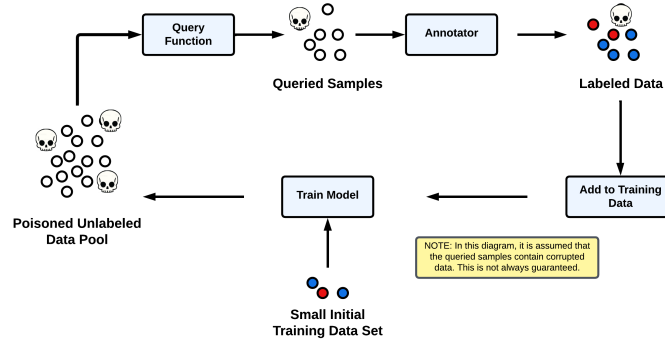 Query
Function
Annotator
Queried Samples
Labeled Data
Poisoned Unlabeled
Data Pool
Train Model
Add to Training
Data
NOTE: In this diagram, it is assumed that
the queried samples contain corrupted
data. This is not always guaranteed.
Small Initial
Training Data Set